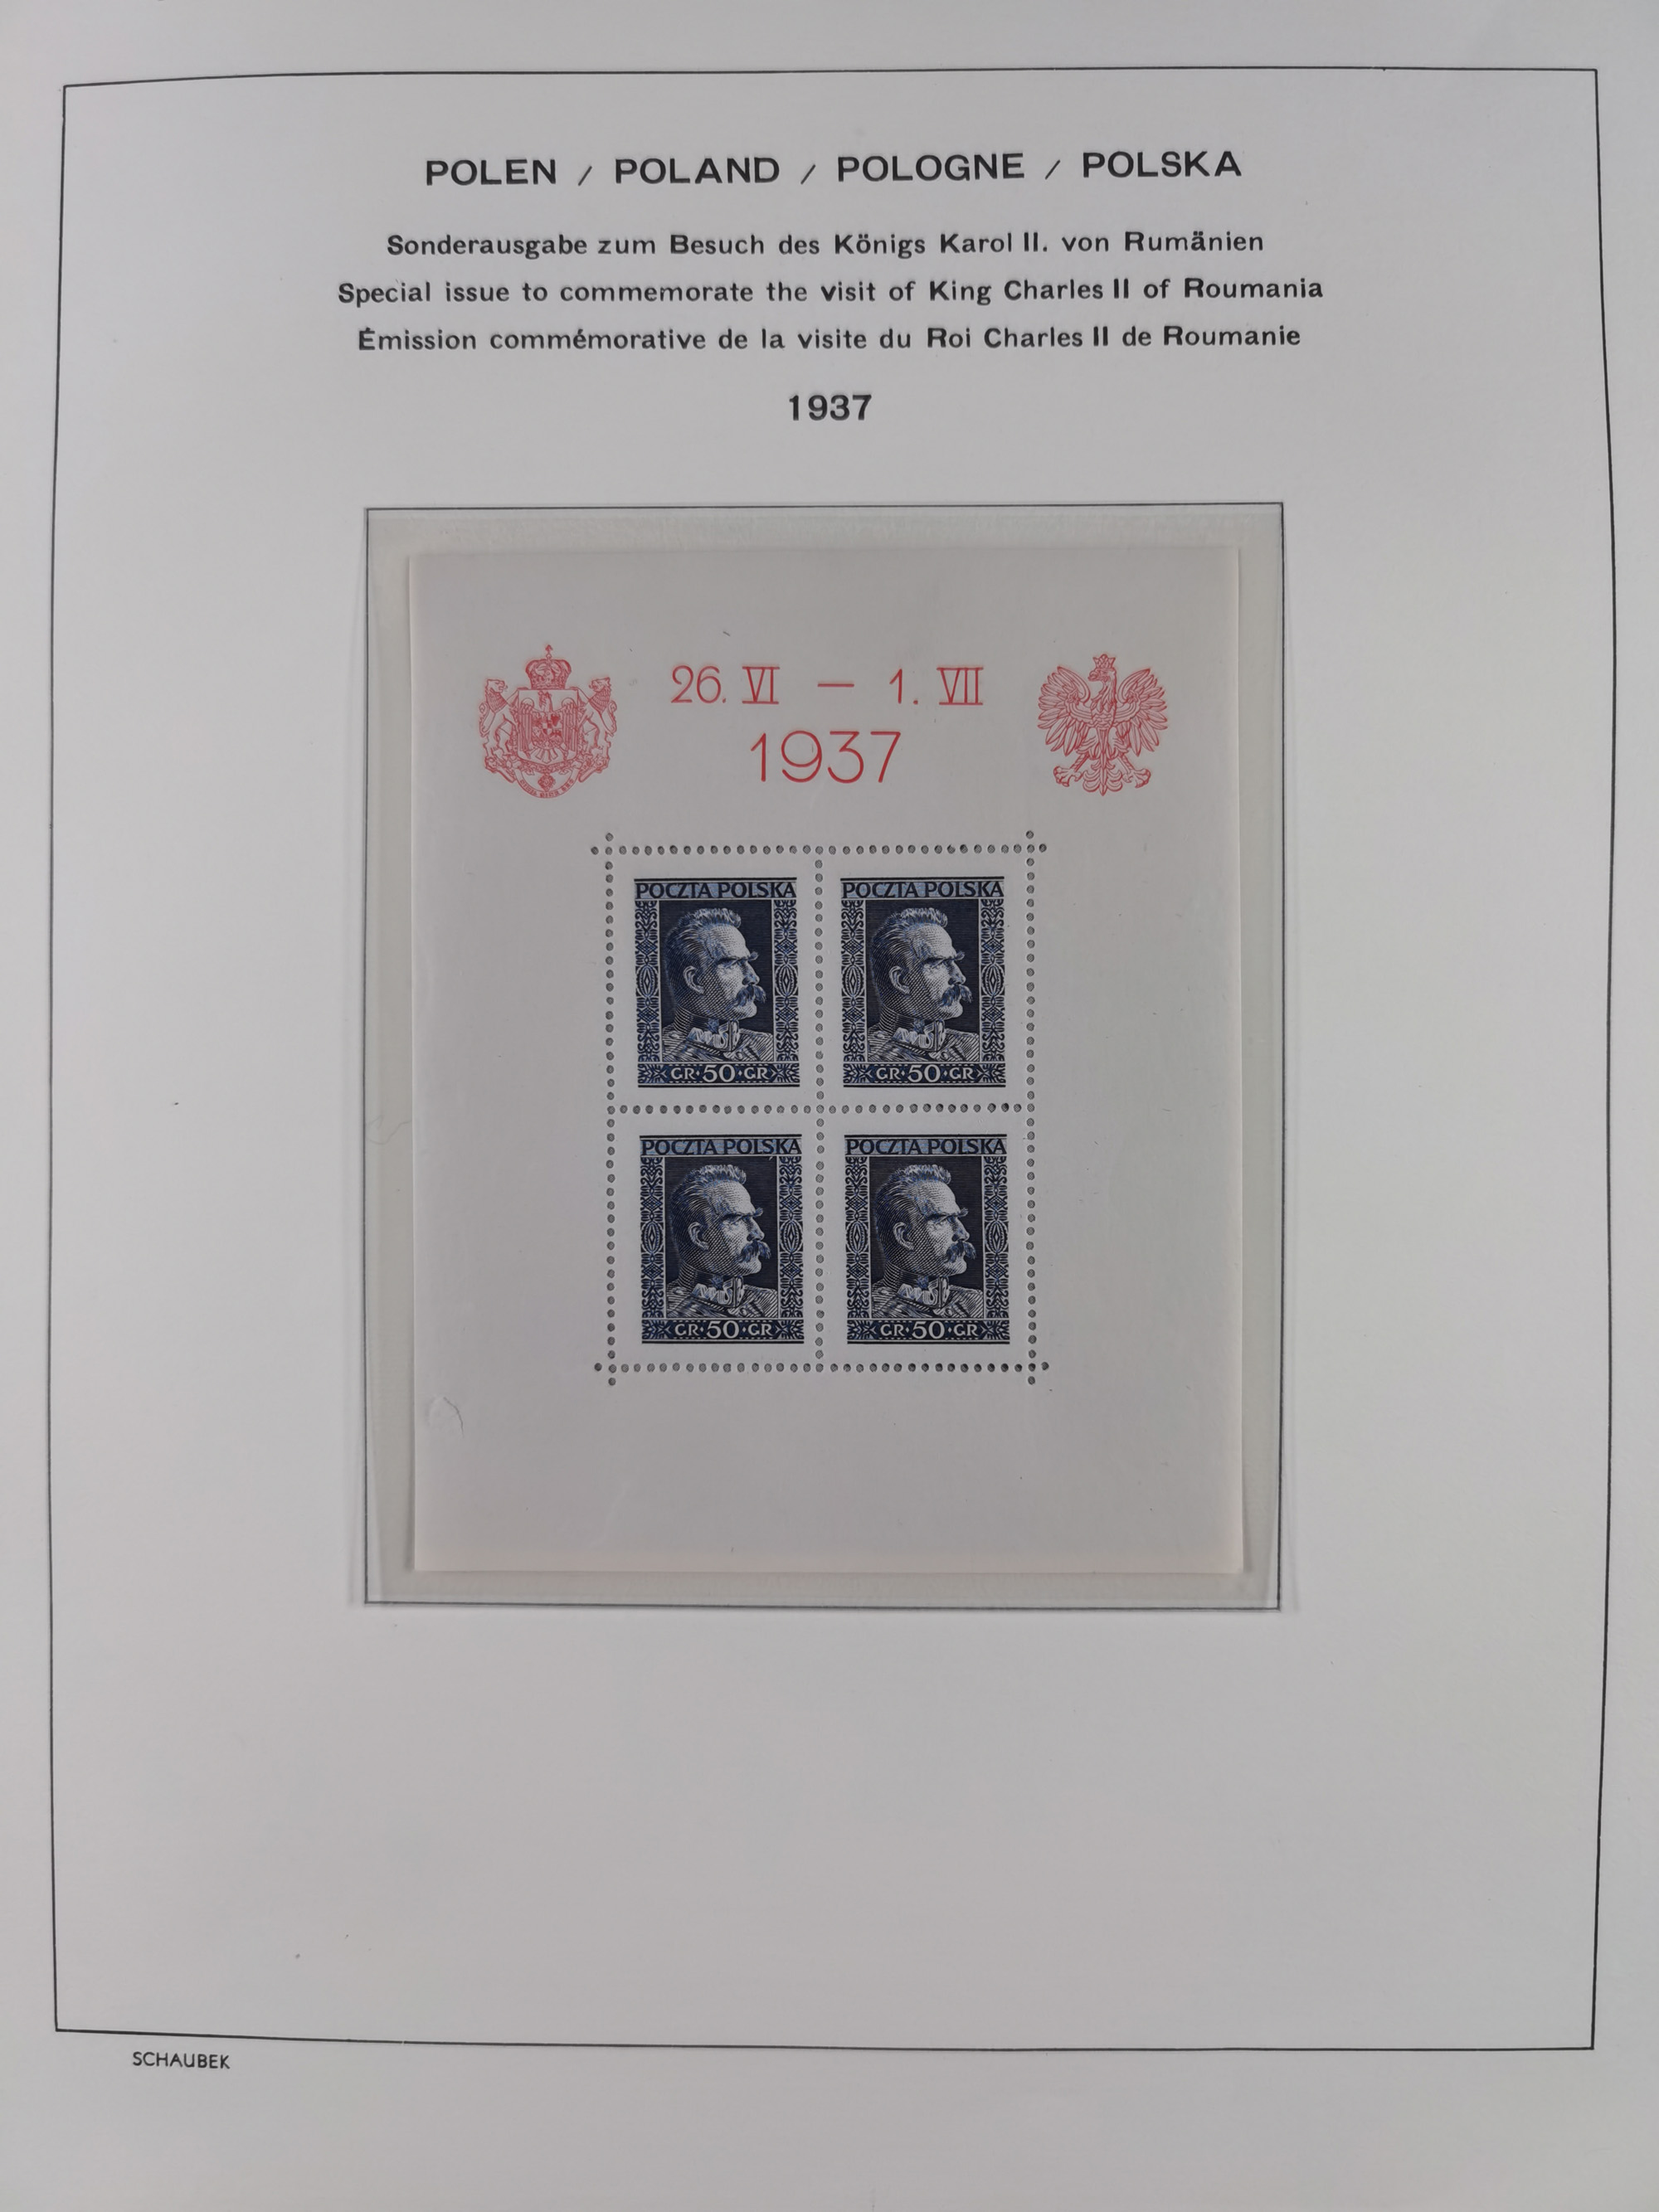 POLEN / POLAND / POLOGNE / POLSKA
Sonderausgabe zum Besuch des Königs Karol II. von Rumänien
Special issue to commemorate the visit of King Charles II of Roumania
Émission commémorative de la visite du Roi Charles II de Roumanie
1937
26. VI — 1. VII
1937
POCZTA POLSKA POCZTA POLSKA
GR·50·GR GR·50·GR
POCZTA POLSKA POCZTA POLSKA
GR·50·GR GR·50·GR
SCHAUBEK